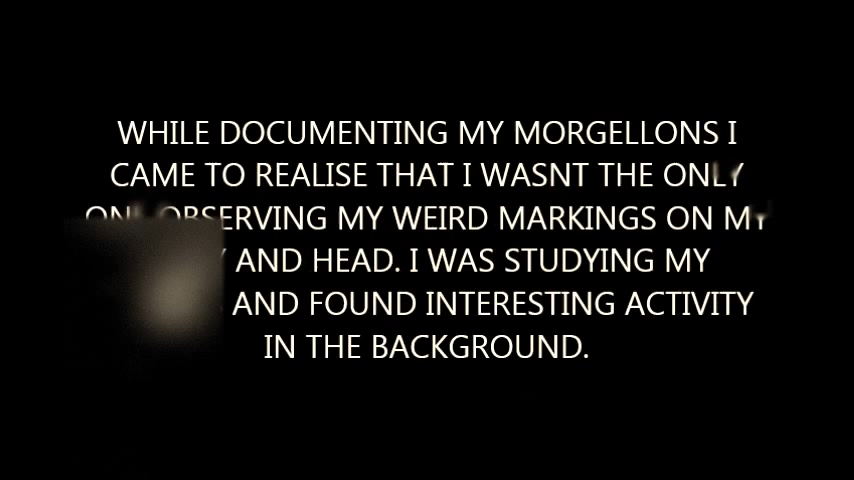 WHILE DOCUMENTING MY MORGELLONS I
CAME TO REALISE THAT I WASNT THE ONLY
OBSERVING MY WEIRD MARKINGS ON MY
AND HEAD. I WAS STUDYING MY
AND FOUND INTERESTING ACTIVITY
IN THE BACKGROUND.